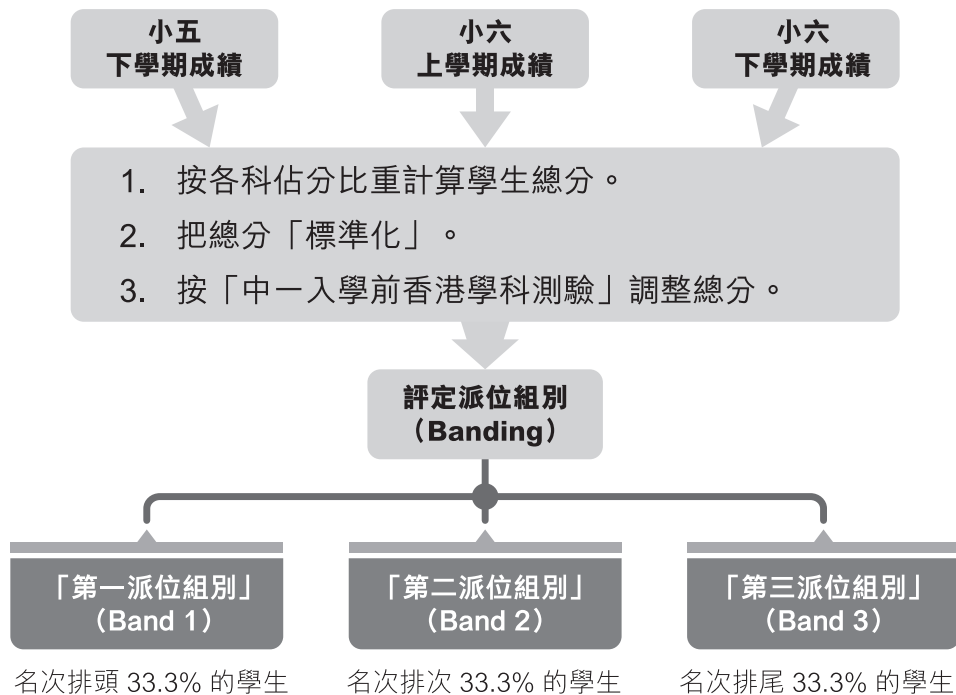 小五
下學期成績
小六
上學期成績
小六
下學期成績
1. 按各科佔分比重計算學生總分。
2. 把總分「標準化」。
3. 按「中一入學前香港學科測驗」調整總分。
評定派位組別
（Banding）
「第一派位組別」
（Band 1）
「第二派位組別」
（Band 2）
「第三派位組別」
（Band 3）
名次排頭 33.3% 的學生
名次排次 33.3% 的學生
名次排尾 33.3% 的學生